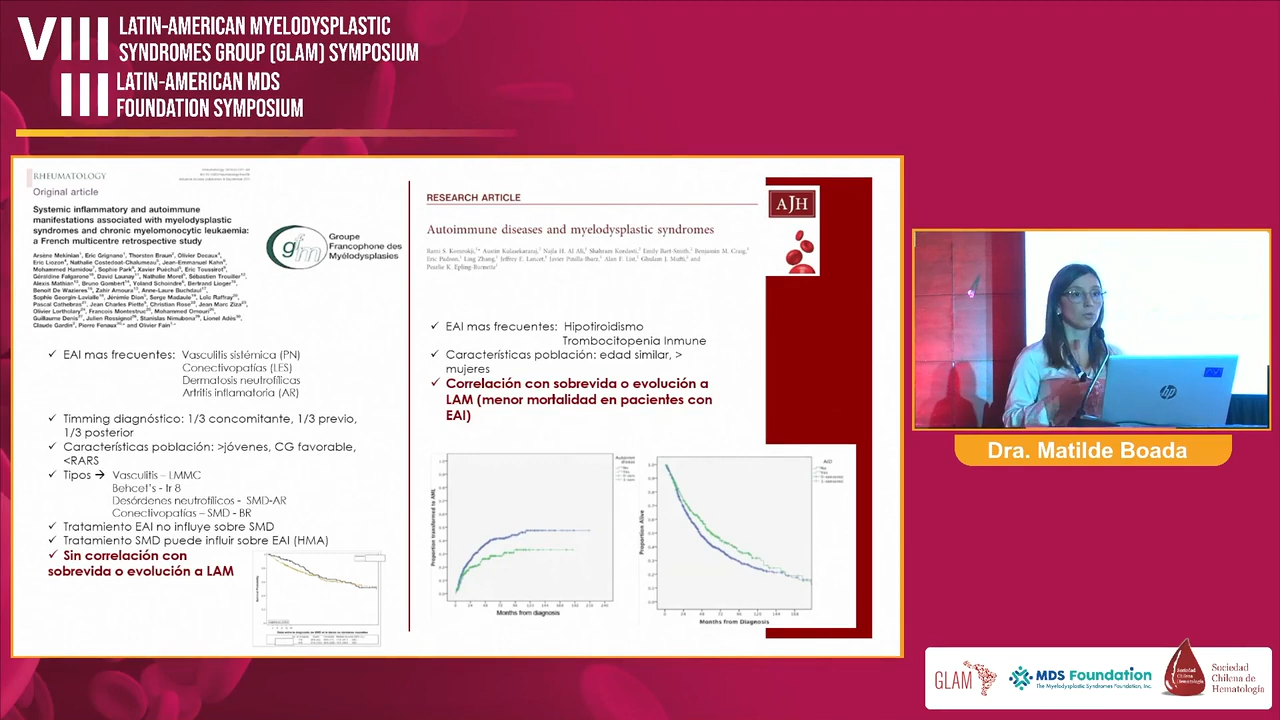 VIII
LATIN-AMERICAN MYELODYSPLASTIC
SYNDROMES GROUP (GLAM) SYMPOSIUM
III
LATIN-AMERICAN MDS
FOUNDATION SYMPOSIUM
RHEUMATOLOGY
Original article
Systemic inflammatory and autoimmune
manifestations associated with myelodysplastic
syndromes and chronic myelomonocytic leukaemia:
a French multicentre retrospective study
gfm
Groupe
Francophone des
Myélodysplasies
✓ EAI mas frecuentes: Vasculitis sistémica (PN)
Conectivopatías (LES)
Dermatosis neutrofílicas
Artritis inflamatoria (AR)
✓ Timming diagnóstico: 1/3 concomitante, 1/3 previo,
1/3 posterior
✓ Características población: >jóvenes, CG favorable,
<RARS
✓ Tipos → Vasculitis – LMMC
Behcet's - Tr 8
Desórdenes neutrofílicos - SMD-AR
Conectivopatías – SMD - BR
✓ Tratamiento EAI no influye sobre SMD
✓ Tratamiento SMD puede influir sobre EAI (HMA)
✓ Sin correlación con
sobrevida o evolución a LAM
RESEARCH ARTICLE
AJH
Autoimmune diseases and myelodysplastic syndromes
✓ EAI mas frecuentes: Hipotiroidismo
Trombocitopenia Inmune
✓ Características población: edad similar, >
mujeres
✓ Correlación con sobrevida o evolución a
LAM (menor mortalidad en pacientes con
EAI)
Proportion transformed to AML
Months from diagnosis
Proportion Alive
Months from Diagnosis
hp
Dra. Matilde Boada
GLAM
MDS Foundation
The Myelodysplastic Syndromes Foundation, Inc.
Sociedad
Chilena de
Hematología